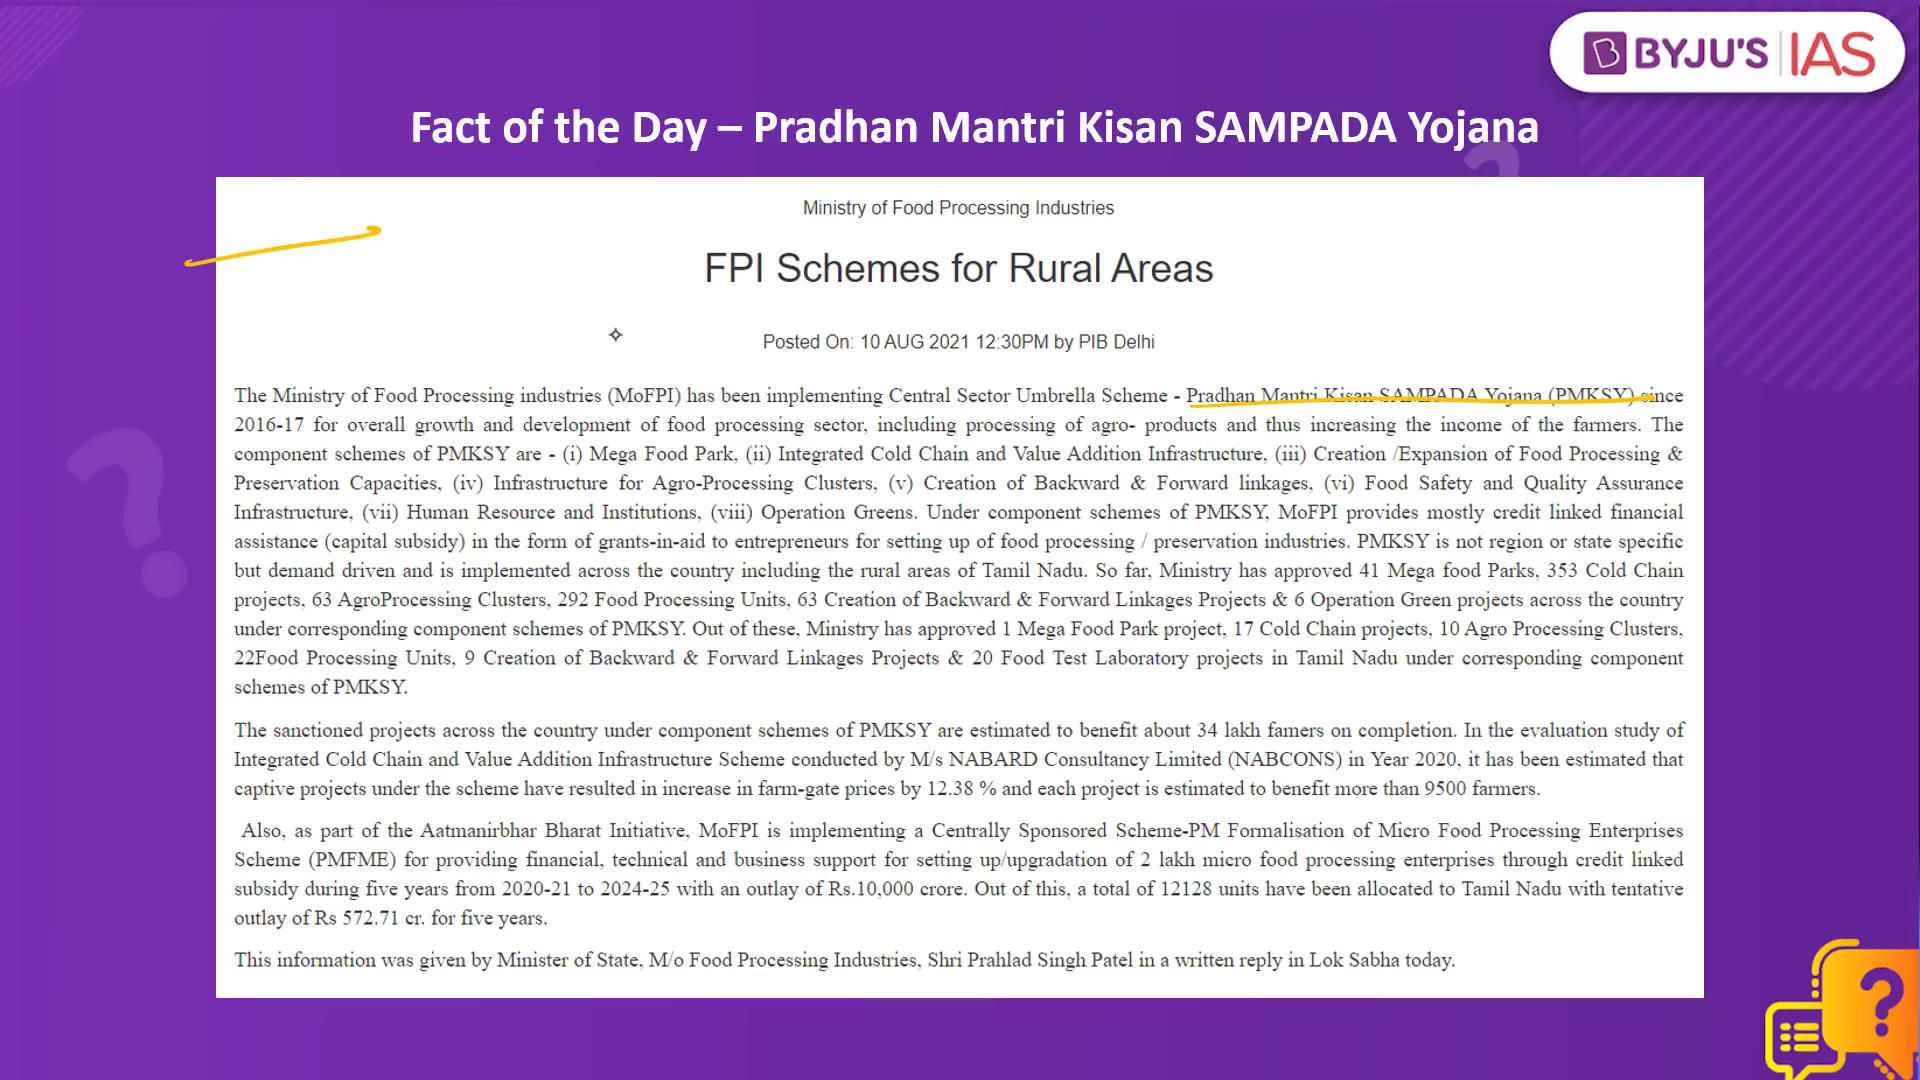 BYJU'S IAS
Fact of the Day – Pradhan Mantri Kisan SAMPADA Yojana
Ministry of Food Processing Industries
FPI Schemes for Rural Areas
Posted On: 10 AUG 2021 12:30PM by PIB Delhi
The Ministry of Food Processing industries (MoFPI) has been implementing Central Sector Umbrella Scheme - Pradhan Mantri Kisan SAMPADA Yojana (PMKSY) since
2016-17 for overall growth and development of food processing sector, including processing of agro- products and thus increasing the income of the farmers. The
component schemes of PMKSY are - (i) Mega Food Park, (ii) Integrated Cold Chain and Value Addition Infrastructure, (iii) Creation /Expansion of Food Processing &
Preservation Capacities, (iv) Infrastructure for Agro-Processing Clusters, (v) Creation of Backward & Forward linkages, (vi) Food Safety and Quality Assurance
Infrastructure, (vii) Human Resource and Institutions, (viii) Operation Greens. Under component schemes of PMKSY, MoFPI provides mostly credit linked financial
assistance (capital subsidy) in the form of grants-in-aid to entrepreneurs for setting up of food processing / preservation industries. PMKSY is not region or state specific
but demand driven and is implemented across the country including the rural areas of Tamil Nadu. So far, Ministry has approved 41 Mega food Parks, 353 Cold Chain
projects, 63 AgroProcessing Clusters, 292 Food Processing Units, 63 Creation of Backward & Forward Linkages Projects & 6 Operation Green projects across the country
under corresponding component schemes of PMKSY. Out of these, Ministry has approved 1 Mega Food Park project, 17 Cold Chain projects, 10 Agro Processing Clusters,
22Food Processing Units, 9 Creation of Backward & Forward Linkages Projects & 20 Food Test Laboratory projects in Tamil Nadu under corresponding component
schemes of PMKSY.
The sanctioned projects across the country under component schemes of PMKSY are estimated to benefit about 34 lakh famers on completion. In the evaluation study of
Integrated Cold Chain and Value Addition Infrastructure Scheme conducted by M/s NABARD Consultancy Limited (NABCONS) in Year 2020, it has been estimated that
captive projects under the scheme have resulted in increase in farm-gate prices by 12.38 % and each project is estimated to benefit more than 9500 farmers.
Also, as part of the Aatmanirbhar Bharat Initiative, MoFPI is implementing a Centrally Sponsored Scheme-PM Formalisation of Micro Food Processing Enterprises
Scheme (PMFME) for providing financial, technical and business support for setting up/upgradation of 2 lakh micro food processing enterprises through credit linked
subsidy during five years from 2020-21 to 2024-25 with an outlay of Rs.10,000 crore. Out of this, a total of 12128 units have been allocated to Tamil Nadu with tentative
outlay of Rs 572.71 cr. for five years.
This information was given by Minister of State, M/o Food Processing Industries, Shri Prahlad Singh Patel in a written reply in Lok Sabha today.